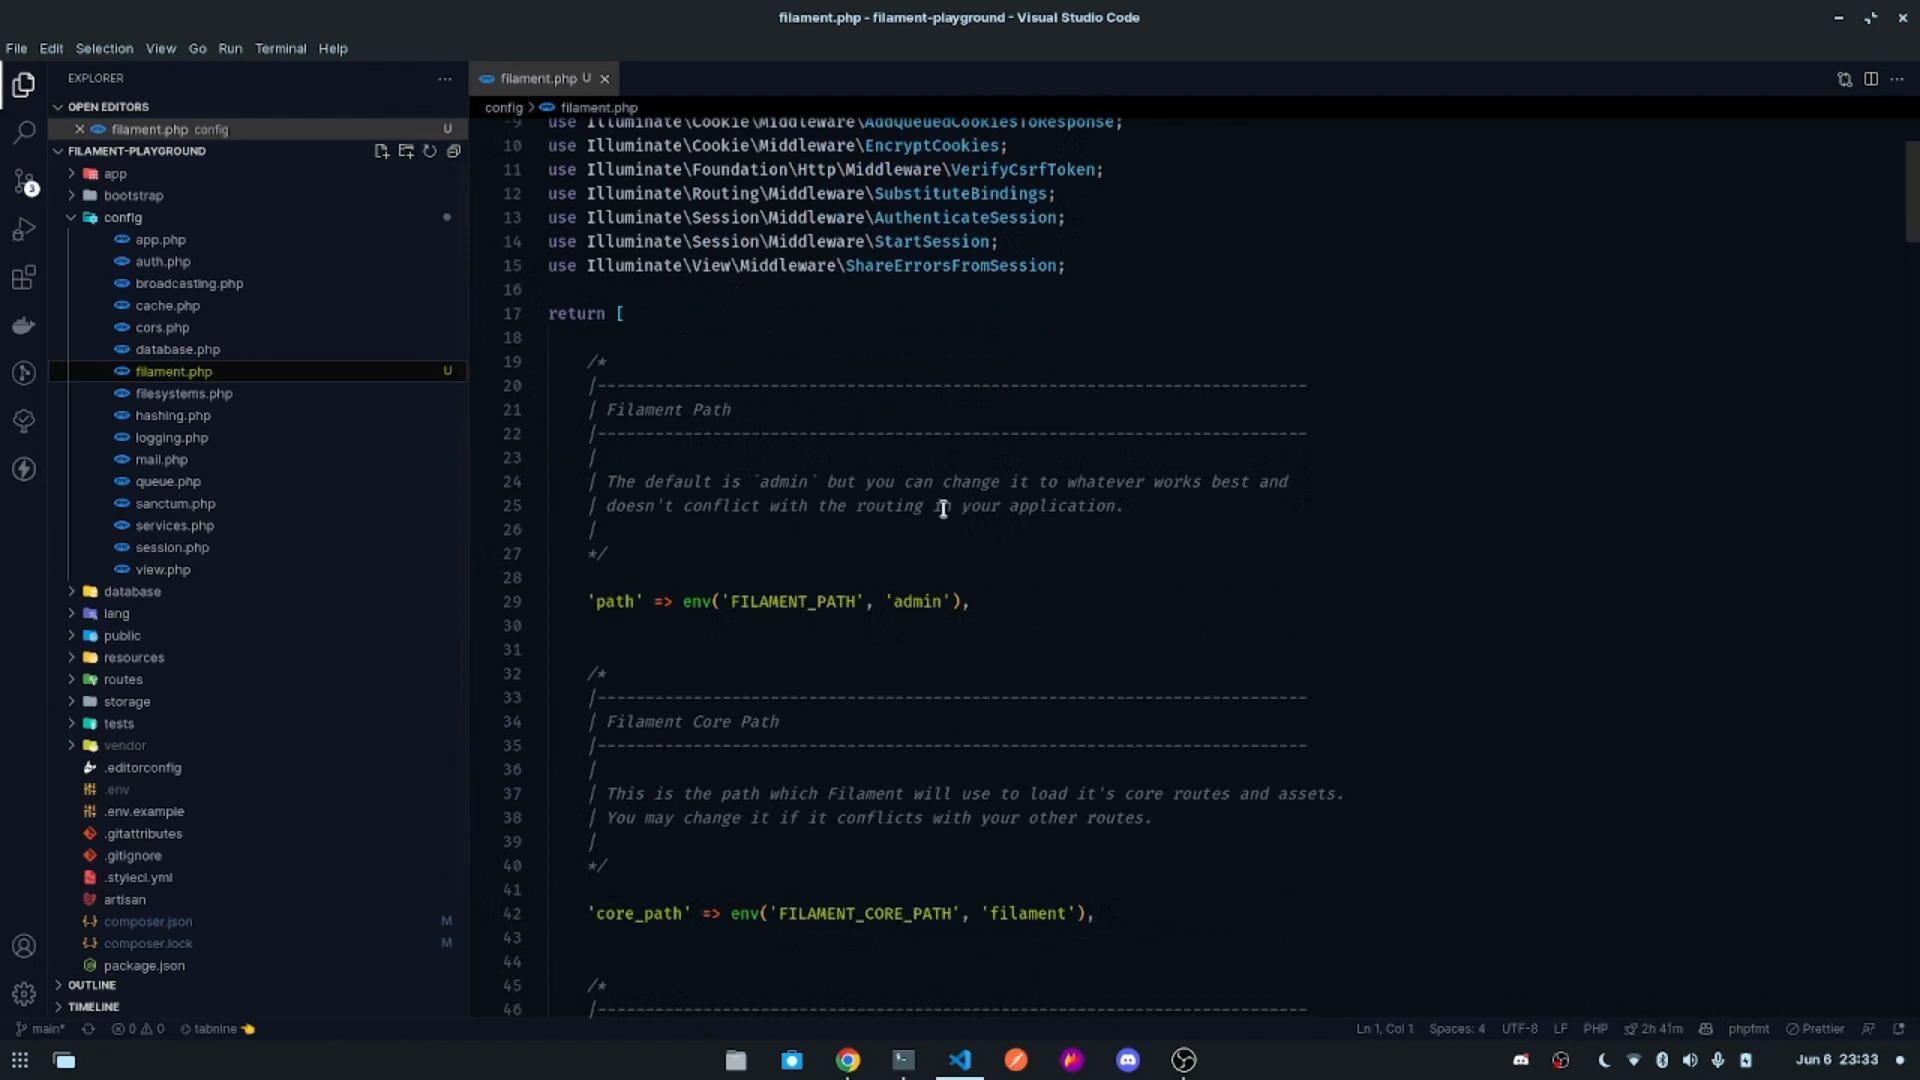 filament.php - filament-playground - Visual Studio Code
File Edit Selection View Go Run Terminal Help
EXPLORER
OPEN EDITORS
filament.php config U
FILAMENT-PLAYGROUND
app
bootstrap
config
app.php
auth.php
broadcasting.php
cache.php
cors.php
database.php
filament.php U
filesystems.php
hashing.php
logging.php
mail.php
queue.php
sanctum.php
services.php
session.php
view.php
database
lang
public
resources
routes
storage
tests
vendor
.editorconfig
.env
.env.example
.gitattributes
.gitignore
.styleci.yml
artisan
composer.json M
composer.lock M
package.json
OUTLINE
TIMELINE
3
filament.php U
config > filament.php
9 use Illuminate\Cookie\Middleware\AddQueuedCookiesToResponse;
10 use Illuminate\Cookie\Middleware\EncryptCookies;
11 use Illuminate\Foundation\Http\Middleware\VerifyCsrfToken;
12 use Illuminate\Routing\Middleware\SubstituteBindings;
13 use Illuminate\Session\Middleware\AuthenticateSession;
14 use Illuminate\Session\Middleware\StartSession;
15 use Illuminate\View\Middleware\ShareErrorsFromSession;
16
17 return [
18
19 /*
20 |--------------------------------------------------------------------------
21 | Filament Path
22 |--------------------------------------------------------------------------
23 |
24 | The default is `admin` but you can change it to whatever works best and
25 | doesn't conflict with the routing in your application.
26 |
27 */
28
29 'path' => env('FILAMENT_PATH', 'admin'),
30
31
32 /*
33 |--------------------------------------------------------------------------
34 | Filament Core Path
35 |--------------------------------------------------------------------------
36 |
37 | This is the path which Filament will use to load it's core routes and assets.
38 | You may change it if it conflicts with your other routes.
39 |
40 */
41
42 'core_path' => env('FILAMENT_CORE_PATH', 'filament'),
43
44
45 /*
46 |--------------------------------------------------------------------------
main* 0 0 tabnine Ln 1, Col 1 Spaces: 4 UTF-8 LF PHP 2h 41m phpfmt Prettier
Jun 6 23:33